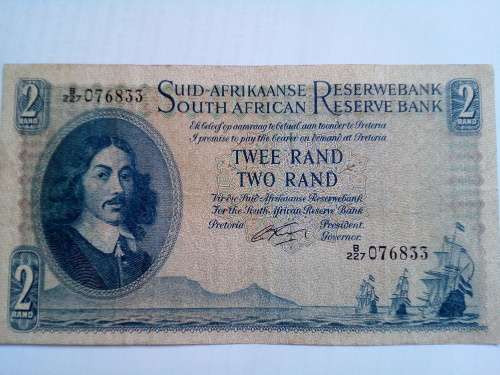 2 RAND
B/227 076833
SUID-AFRIKAANSE RESERWEBANK
SOUTH AFRICAN RESERVE BANK
2 RAND
Ek beloof op aanvraag te betaal aan toonder te Pretoria
I promise to pay the bearer on demand at Pretoria
TWEE RAND
TWO RAND
Vir die Suid-Afrikaanse Reserwebank
For the South African Reserve Bank
Pretoria President.
Governor.
B/227 076833
2 RAND